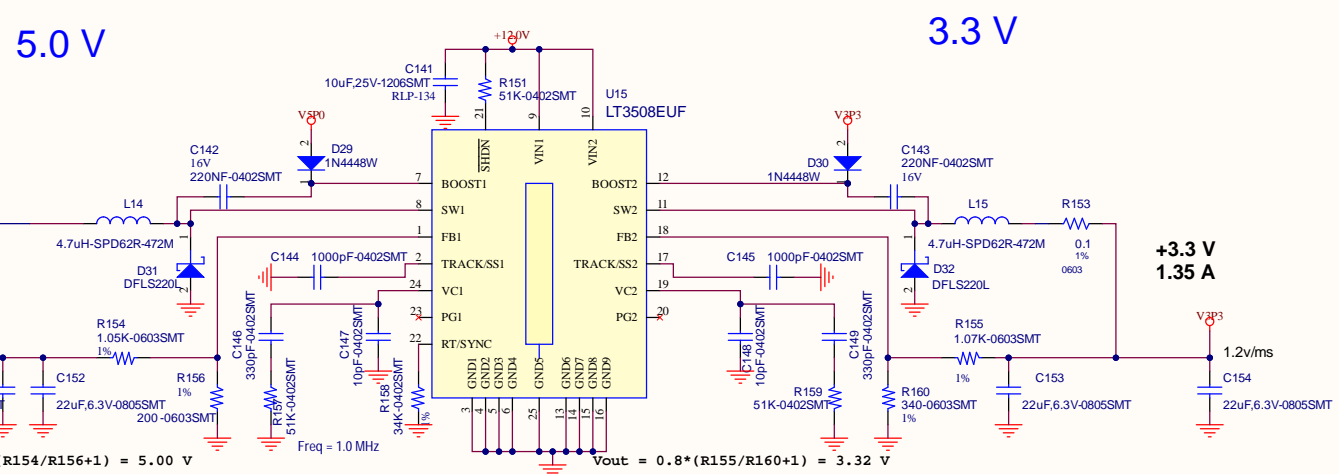 5.0 V
3.3 V
+12.0V
C141
10uF,25V-1206SMT
RLP-134
R151
51K-0402SMT
U15
LT3508EUF
21
9
10
SHDN
VIN1
VIN2
V5P0
2
D29
1N4448W
1
C142
16V
220NF-0402SMT
V3P3
2
D30
1N4448W
1
C143
220NF-0402SMT
16V
7
BOOST1
BOOST2
12
8
SW1
SW2
11
1
FB1
FB2
18
2
TRACK/SS1
TRACK/SS2
17
24
VC1
VC2
19
23
PG1
PG2
20
22
RT/SYNC
L14
4.7uH-SPD62R-472M
1
D31
DFLS220L
2
L15
4.7uH-SPD62R-472M
R153
0.1
1%
0603
1
D32
DFLS220L
2
+3.3 V
1.35 A
C144
1000pF-0402SMT
C145
1000pF-0402SMT
C146
330pF-0402SMT
C147
10pF-0402SMT
C148
10pF-0402SMT
C149
330pF-0402SMT
R154
1.05K-0603SMT
1%
R156
1%
200-0603SMT
C152
22uF,6.3V-0805SMT
R157
51K-0402SMT
R158
34K-0402SMT
1%
Freq = 1.0 MHz
GND1
GND2
GND3
GND4
GND5
GND6
GND7
GND8
GND9
3
4
5
6
25
13
14
15
16
R159
51K-0402SMT
R160
340-0603SMT
1%
R155
1.07K-0603SMT
1%
C153
22uF,6.3V-0805SMT
V3P3
1.2v/ms
C154
22uF,6.3V-0805SMT
(R154/R156+1) = 5.00 V
Vout = 0.8*(R155/R160+1) = 3.32 V